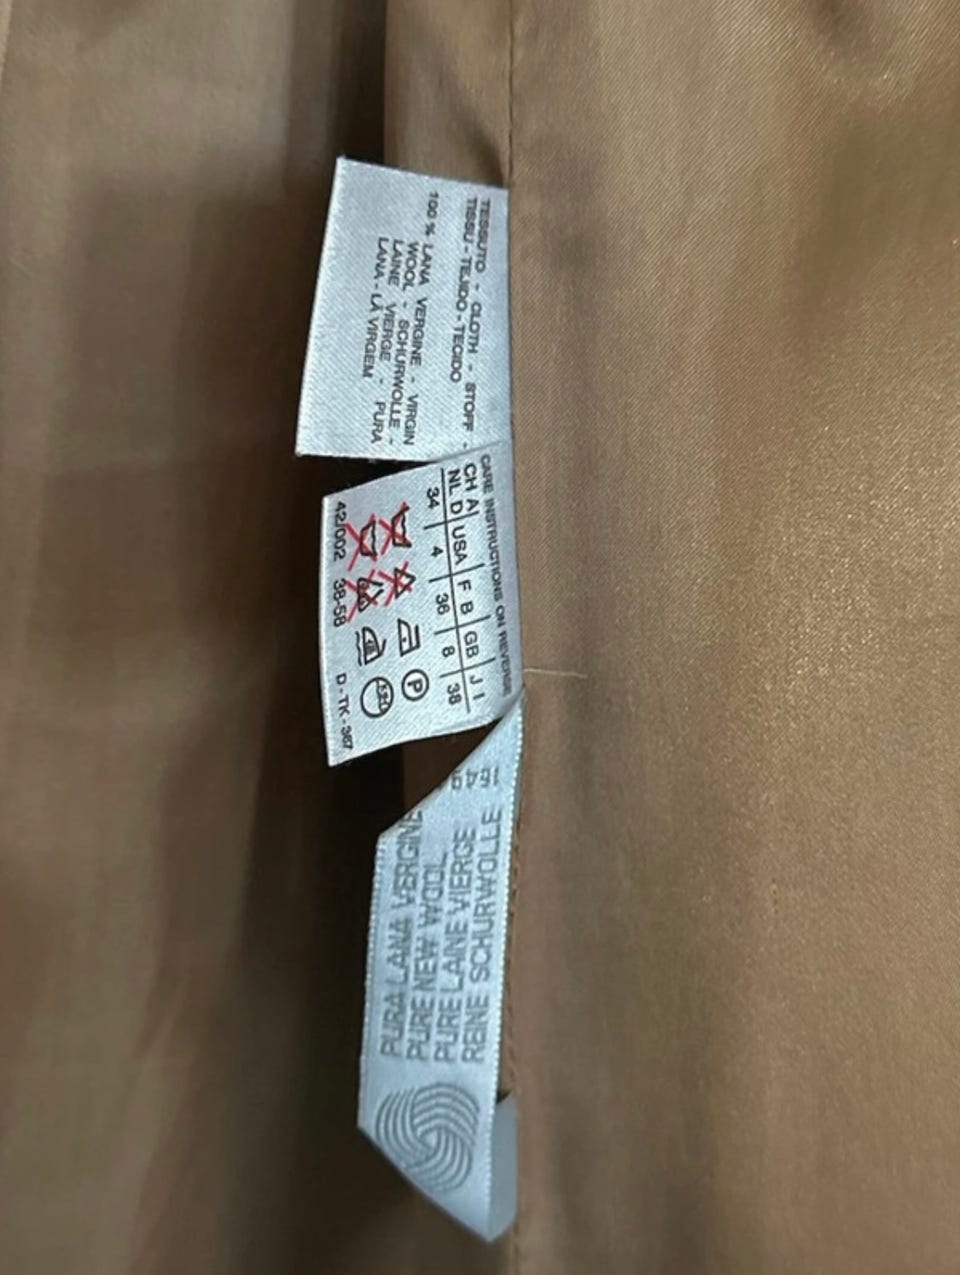 TESSUTO - CLOTH - STOFF -
TISSU - TEJIDO - TECIDO
100 % LANA VERGINE - VIRGIN
WOOL - SCHURWOLLE -
LAINE VIERGE - PURA
LANA - LÃ VIRGEM
CARE INSTRUCTIONS ON REVERSE
CH A USA F GB J I
NL D B
34 4 36 8 38
P
42/002 38-58 D-TK-387
1649
PURA LANA VERGINE
PURE NEW WOOL
PURE LAINE VIERGE
REINE SCHURWOLLE